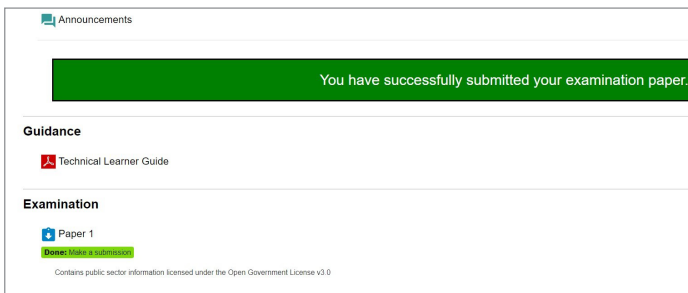 Announcements
You have successfully submitted your examination paper.
Guidance
Technical Learner Guide
Examination
Paper 1
Done: Make a submission
Contains public sector information licensed under the Open Government License v3.0